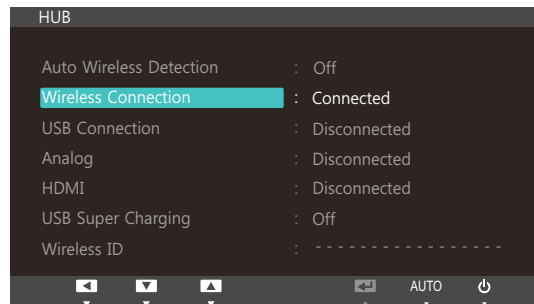 HUB
Auto Wireless Detection : Off
Wireless Connection : Connected
USB Connection : Disconnected
Analog : Disconnected
HDMI : Disconnected
USB Super Charging : Off
Wireless ID : - - - - - - - - - - - - - - - - - -
AUTO